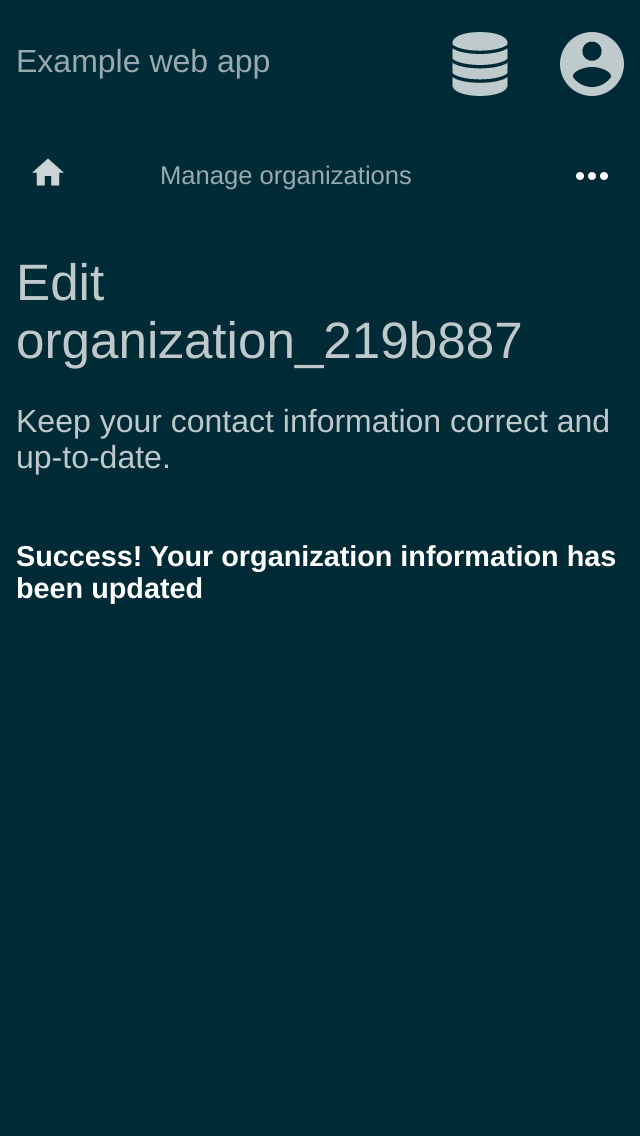 Example web app
Manage organizations
Edit
organization_219b887
Keep your contact information correct and
up-to-date.
Success! Your organization information has
been updated